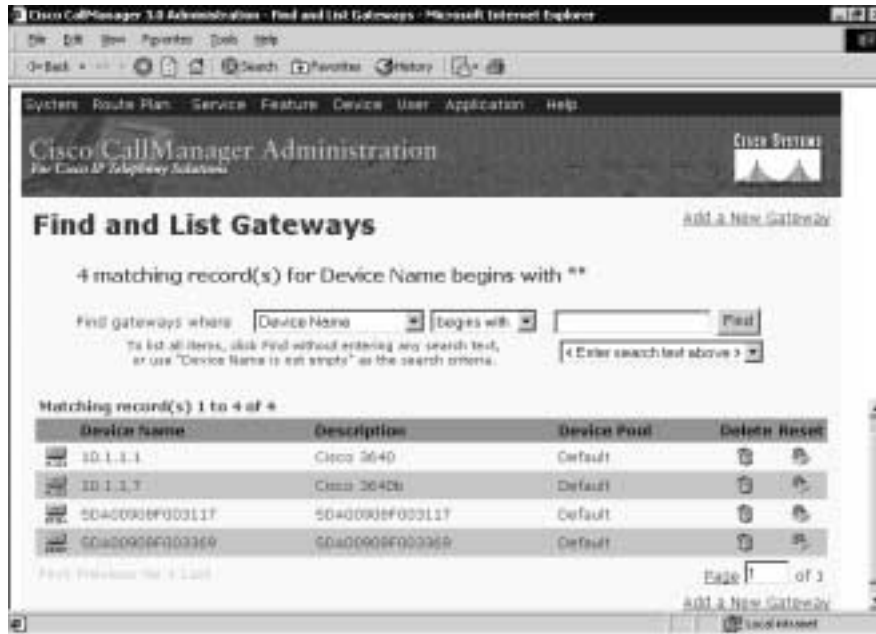 Cisco CallManager 3.0 Administration - Find and List Gateways - Microsoft Internet Explorer
File Edit View Favorites Tools Help
Back Search Favorites History
System Route Plan Service Feature Device User Application Help
Cisco CallManager Administration
For Cisco IP Telephony Solutions
CISCO SYSTEMS
Find and List Gateways
Add a New Gateway
4 matching record(s) for Device Name begins with ""
Find gateways where Device Name begins with Find
To list all items, click Find without entering any search text,
or use "Device Name is not empty" as the search criteria.
< Enter search text above >
Matching record(s) 1 to 4 of 4
Device Name Description Device Pool Delete Reset
10.1.1.1 Cisco 3640 Default
10.1.1.7 Cisco 3640b Default
SDA00908F003117 SDA00908F003117 Default
SDA00908F003369 SDA00908F003369 Default
First Previous Next Last
Page 1 of 1
Add a New Gateway
Local intranet